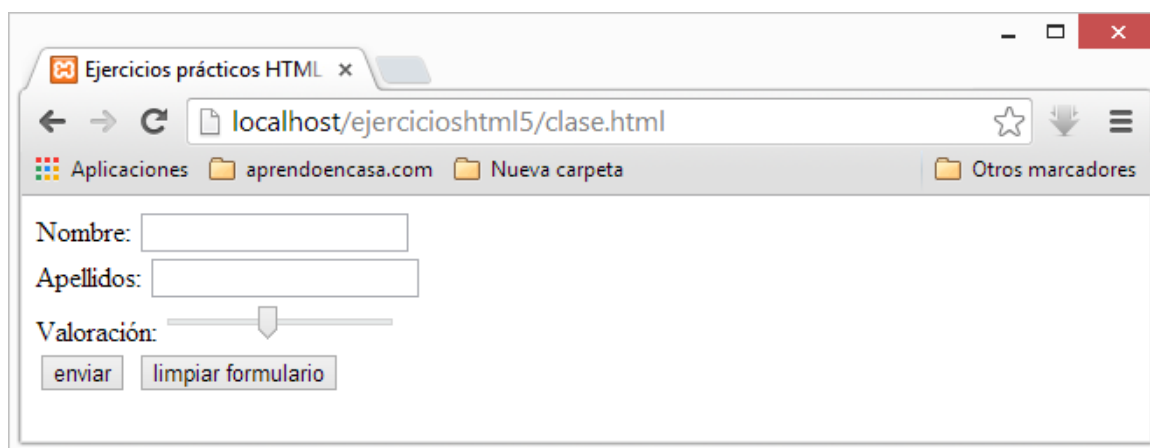 Ejercicios prácticos HTML
localhost/ejercicioshtml5/clase.html
Aplicaciones aprendoencasa.com Nueva carpeta Otros marcadores
Nombre:
Apellidos:
Valoración:
enviar limpiar formulario